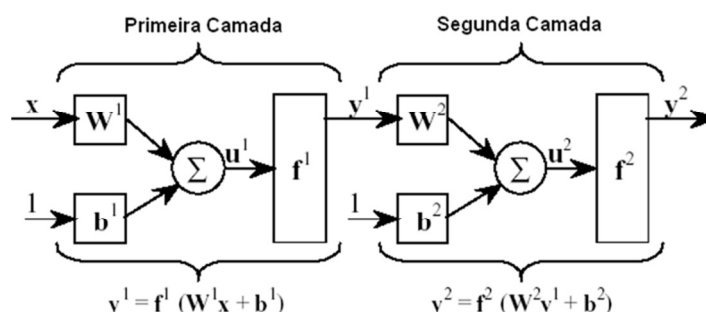 Primeira Camada Segunda Camada
x W¹ y¹ W² y²
Σ u¹ f¹ Σ u² f²
1 b¹ 1 b²
y¹ = f¹ (W¹x + b¹) y² = f² (W²y¹ + b²)